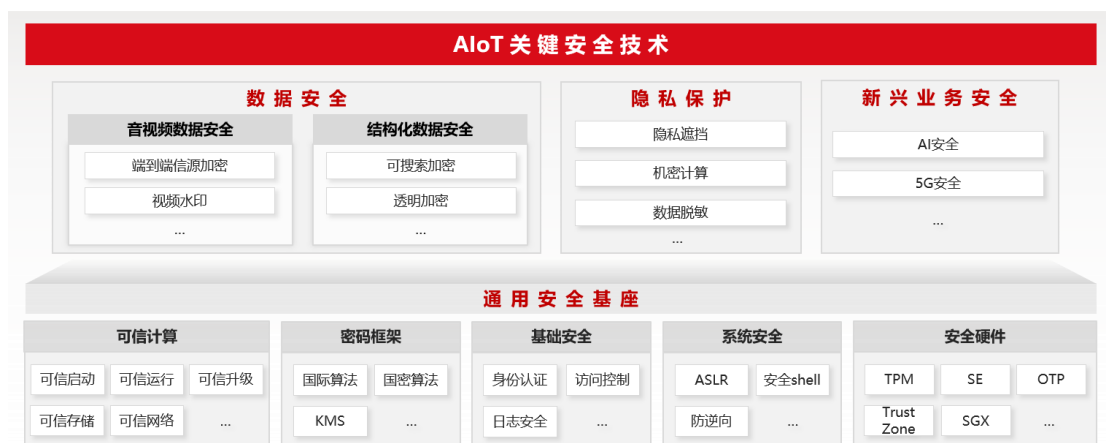 AIoT关键安全技术
数据安全
音视频数据安全
端到端信源加密
视频水印
...
结构化数据安全
可搜索加密
透明加密
...
隐私保护
隐私遮挡
机密计算
数据脱敏
...
新兴业务安全
AI安全
5G安全
...
通用安全基座
可信计算
可信启动 可信运行 可信升级
可信存储 可信网络 ...
密码框架
国际算法 国密算法
KMS ...
基础安全
身份认证 访问控制
日志安全 ...
系统安全
ASLR 安全shell
防逆向 ...
安全硬件
TPM SE OTP
Trust
Zone SGX ...